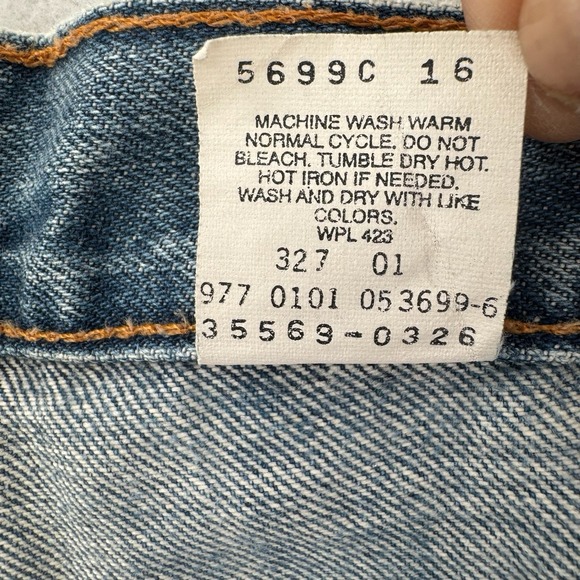 5699C 16
MACHINE WASH WARM
NORMAL CYCLE. DO NOT
BLEACH. TUMBLE DRY HOT.
HOT IRON IF NEEDED.
WASH AND DRY WITH LIKE
COLORS.
WPL 423
327 01
977 0101 053699-6
35569-0326